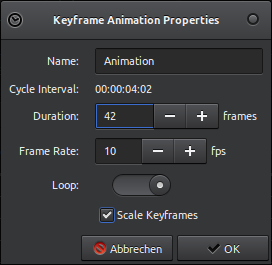 Keyframe Animation Properties
Name: Animation
Cycle Interval: 00:00:04:02
Duration: 42 frames
Frame Rate: 10 fps
Loop:
Scale Keyframes
Abbrechen OK